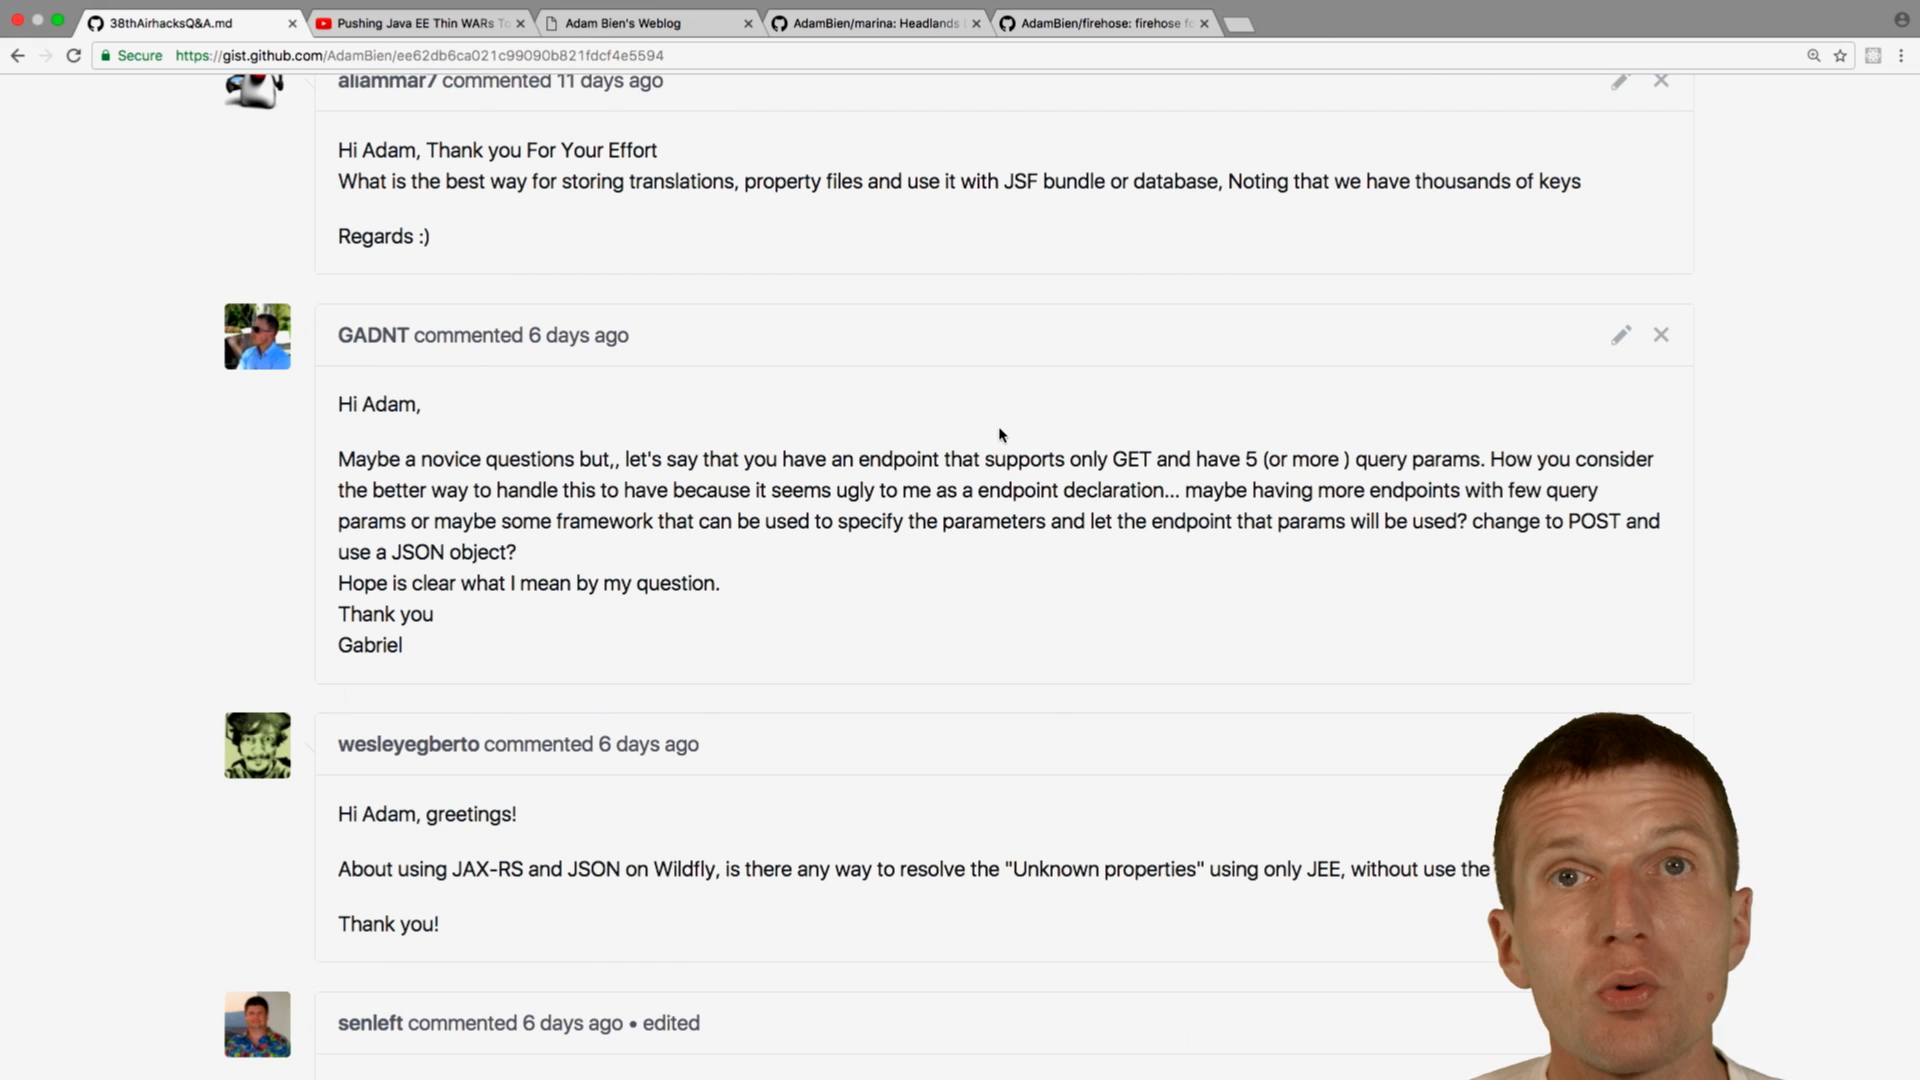 38thAirhacksQ&A.md
Pushing Java EE Thin WARs To
Adam Bien's Weblog
AdamBien/marina: Headlands
AdamBien/firehose: firehose fo
Secure https://gist.github.com/AdamBien/ee62db6ca021c99090b821fdcf4e5594
aliammar7 commented 11 days ago
Hi Adam, Thank you For Your Effort
What is the best way for storing translations, property files and use it with JSF bundle or database, Noting that we have thousands of keys
Regards :)
GADNT commented 6 days ago
Hi Adam,
Maybe a novice questions but,, let's say that you have an endpoint that supports only GET and have 5 (or more ) query params. How you consider
the better way to handle this to have because it seems ugly to me as a endpoint declaration... maybe having more endpoints with few query
params or maybe some framework that can be used to specify the parameters and let the endpoint that params will be used? change to POST and
use a JSON object?
Hope is clear what I mean by my question.
Thank you
Gabriel
wesleyegberto commented 6 days ago
Hi Adam, greetings!
About using JAX-RS and JSON on Wildfly, is there any way to resolve the "Unknown properties" using only JEE, without use the
Thank you!
senleft commented 6 days ago • edited